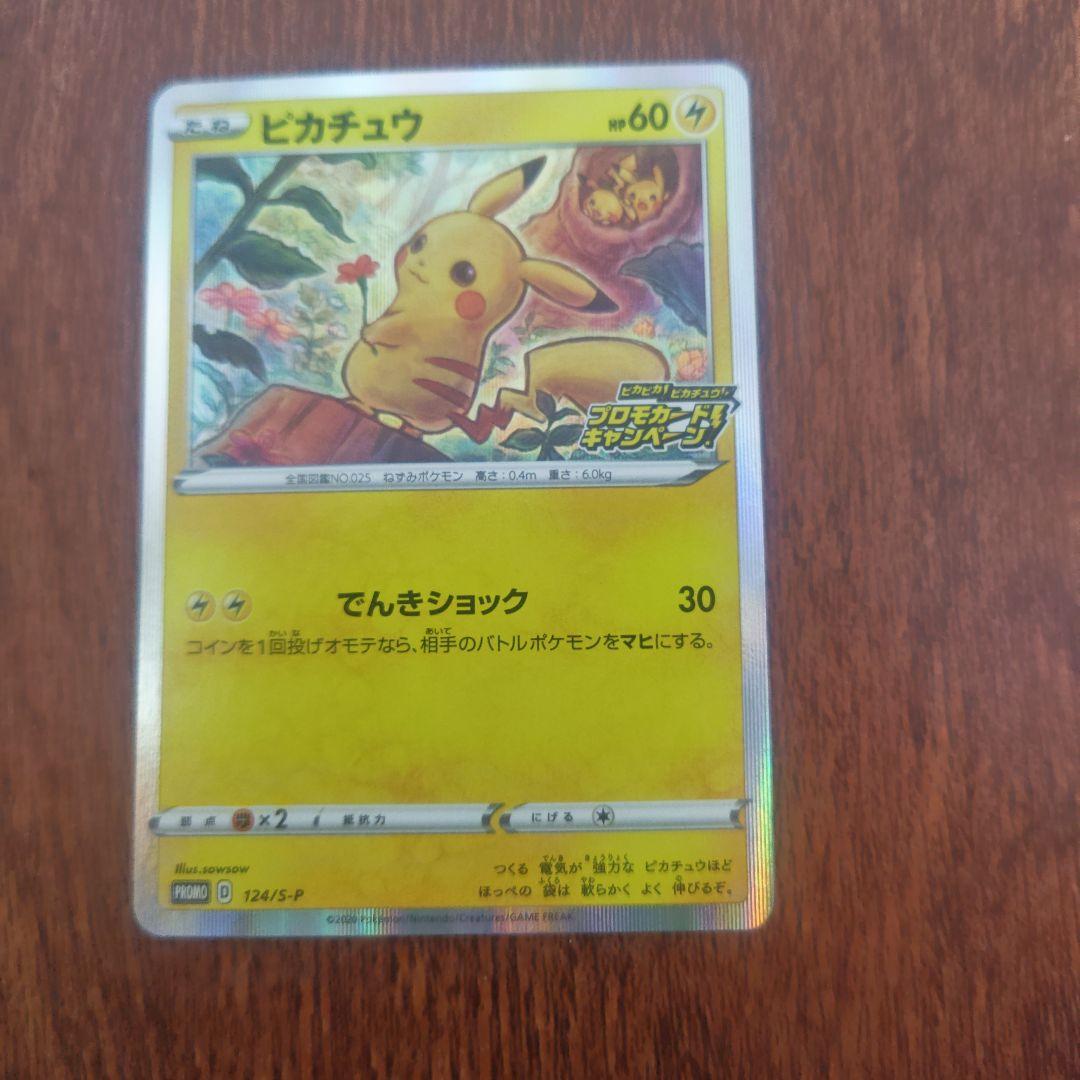 たね ピカチュウ HP60
ピカピカ! ピカチュウ!
プロモカード
キャンペーン!
全国図鑑NO.025 ねずみポケモン 高さ:0.4m 重さ:6.0kg
でんきショック 30
コインを1回投げオモテなら、相手のバトルポケモンをマヒにする。
弱点 ×2 抵抗力 にげる
Illus.sowsow
つくる 電気が 強力な ピカチュウほど
ほっぺの 袋は 軟らかく よく 伸びるぞ。
PROMO D 124/S-P
©2020 Pokémon/Nintendo/Creatures/GAME FREAK